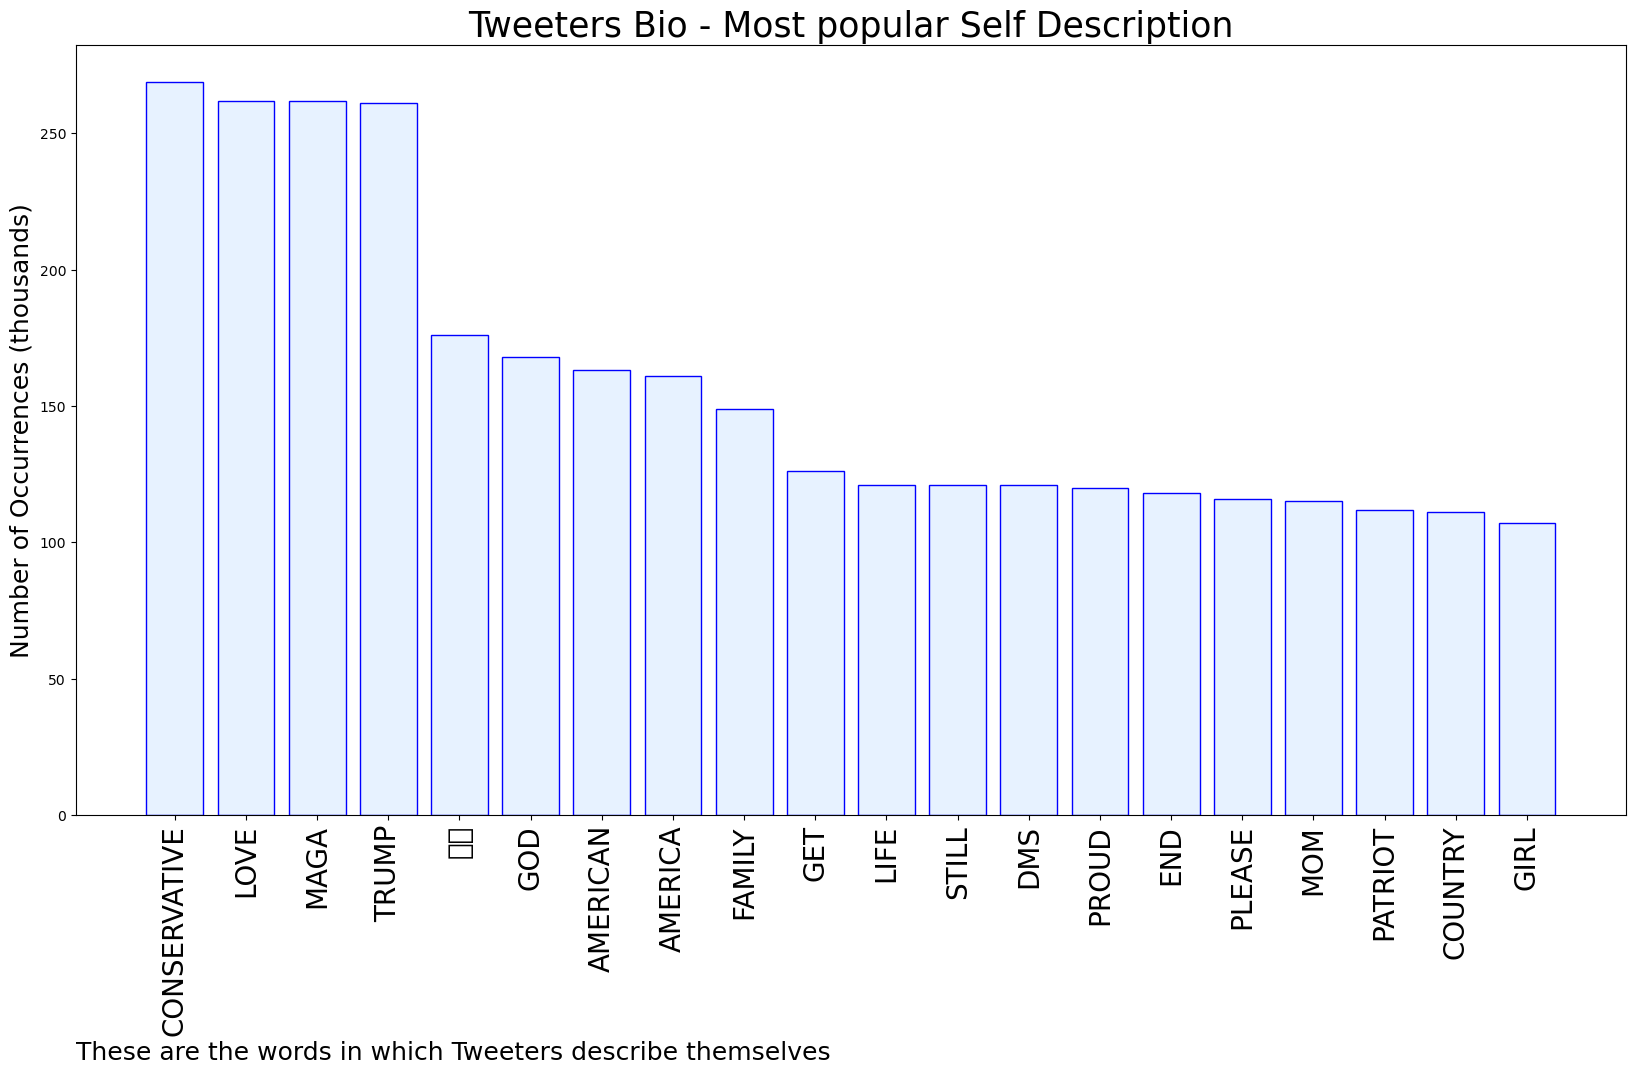 Tweeters Bio - Most popular Self Description
Number of Occurrences (thousands)
250
200
150
100
50
0
CONSERVATIVE
LOVE
MAGA
TRUMP
GOD
AMERICAN
AMERICA
FAMILY
GET
LIFE
STILL
DMS
PROUD
END
PLEASE
MOM
PATRIOT
COUNTRY
GIRL
These are the words in which Tweeters describe themselves